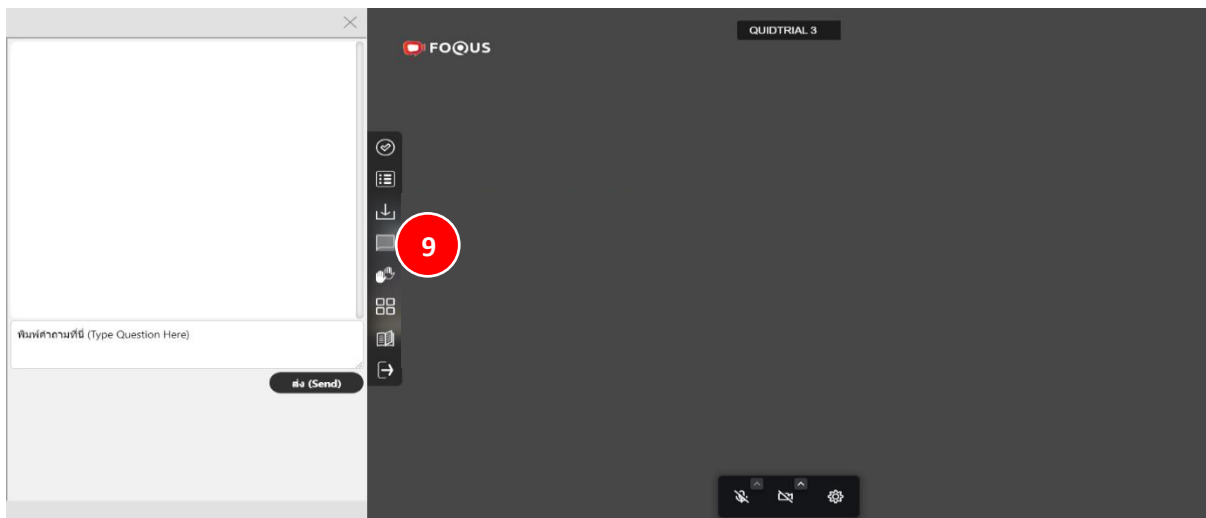 QUIDTRIAL 3
FOQUS
9
พิมพ์คำถามที่นี่ (Type Question Here)
ส่ง (Send)